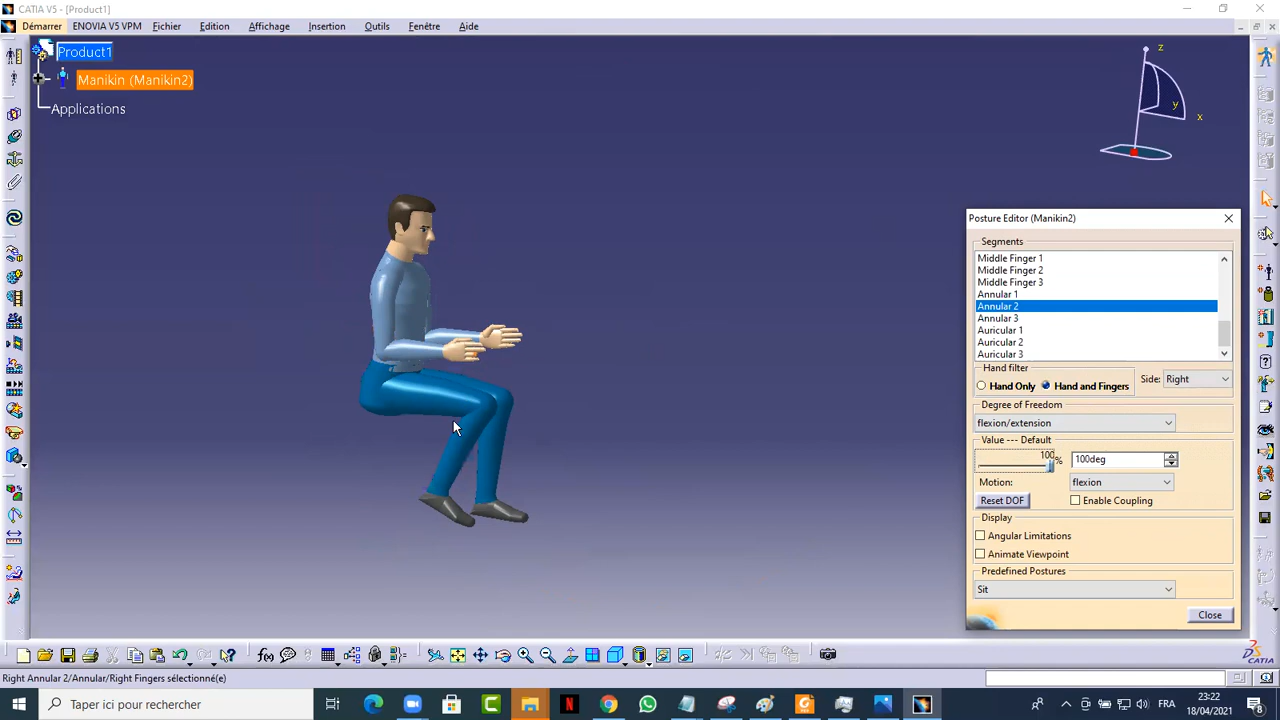 CATIA V5 - [Product1]
Démarrer ENOVIA V5 VPM Fichier Edition Affichage Insertion Outils Fenêtre Aide
Product1
Manikin (Manikin2)
Applications
z
y
x
Posture Editor (Manikin2)
Segments
Middle Finger 1
Middle Finger 2
Middle Finger 3
Annular 1
Annular 2
Annular 3
Auricular 1
Auricular 2
Auricular 3
Hand filter
Hand Only Hand and Fingers Side: Right
Degree of Freedom
flexion/extension
Value --- Default
100 % 100deg
Motion: flexion
Reset DOF Enable Coupling
Display
Angular Limitations
Animate Viewpoint
Predefined Postures
Sit
Close
f(x)
Right Annular 2/Annular/Right Fingers sélectionné(e)
CATIA
Taper ici pour rechercher
FRA
23:22
18/04/2021